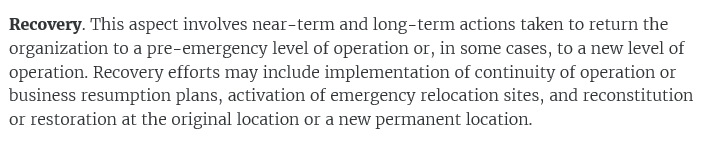 Recovery. This aspect involves near-term and long-term actions taken to return the
organization to a pre-emergency level of operation or, in some cases, to a new level of
operation. Recovery efforts may include implementation of continuity of operation or
business resumption plans, activation of emergency relocation sites, and reconstitution
or restoration at the original location or a new permanent location.